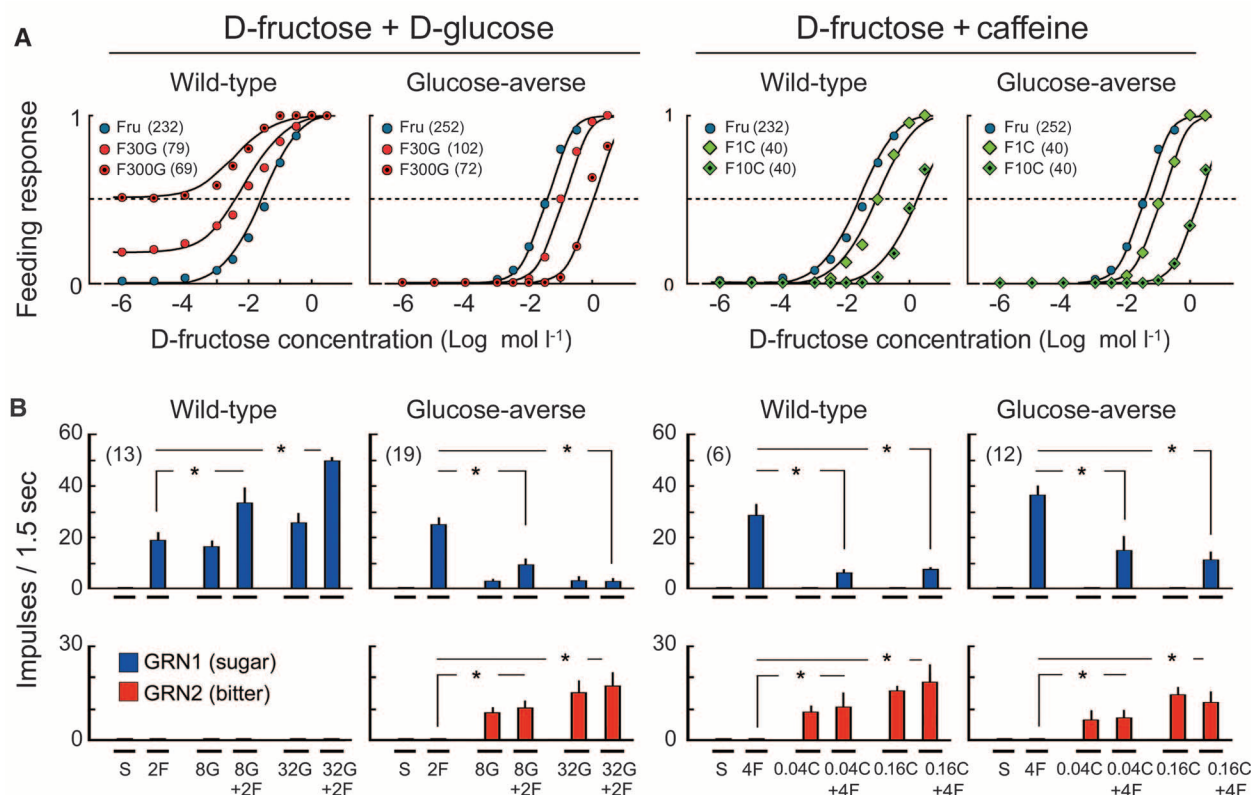 A
D-fructose + D-glucose
D-fructose + caffeine
Wild-type
Glucose-averse
Wild-type
Glucose-averse
Feeding response
1
0
Fru (232)
F30G (79)
F300G (69)
-6 -4 -2 0
Fru (252)
F30G (102)
F300G (72)
-6 -4 -2 0
1
0
Fru (232)
F1C (40)
F10C (40)
-6 -4 -2 0
Fru (252)
F1C (40)
F10C (40)
-6 -4 -2 0
D-fructose concentration (Log mol l-1)
D-fructose concentration (Log mol l-1)
B
Wild-type
Glucose-averse
Wild-type
Glucose-averse
Impulses / 1.5 sec
60
40
20
0
(13)
*
*
(19)
*
*
60
40
20
0
(6)
*
*
(12)
*
*
30
0
GRN1 (sugar)
GRN2 (bitter)
*
*
30
0
*
*
*
*
S 2F 8G 8G+2F 32G 32G+2F
S 2F 8G 8G+2F 32G 32G+2F
S 4F 0.04C 0.04C+4F 0.16C 0.16C+4F
S 4F 0.04C 0.04C+4F 0.16C 0.16C+4F